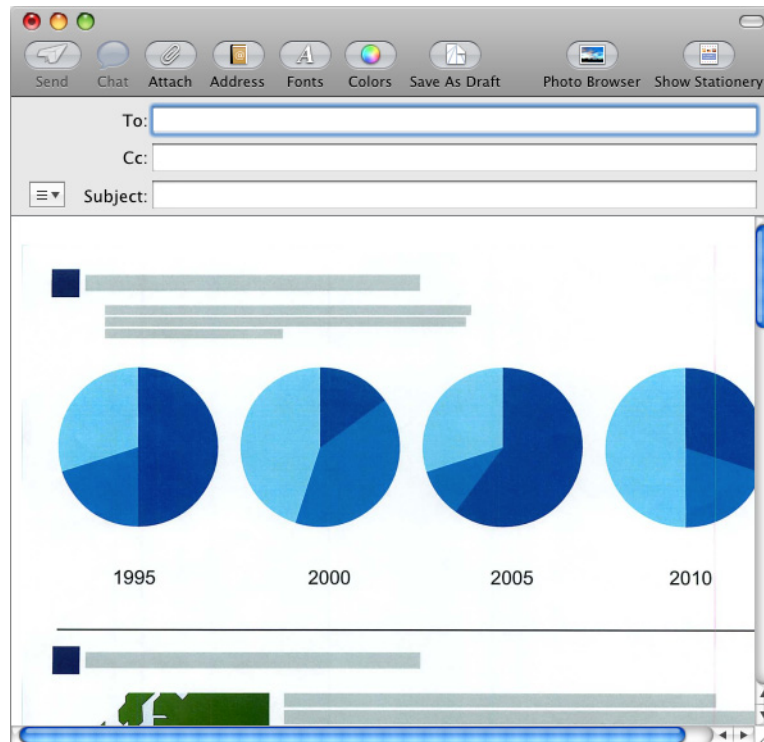 Send Chat Attach Address Fonts Colors Save As Draft Photo Browser Show Stationery
To:
Cc:
Subject:
1995 2000 2005 2010